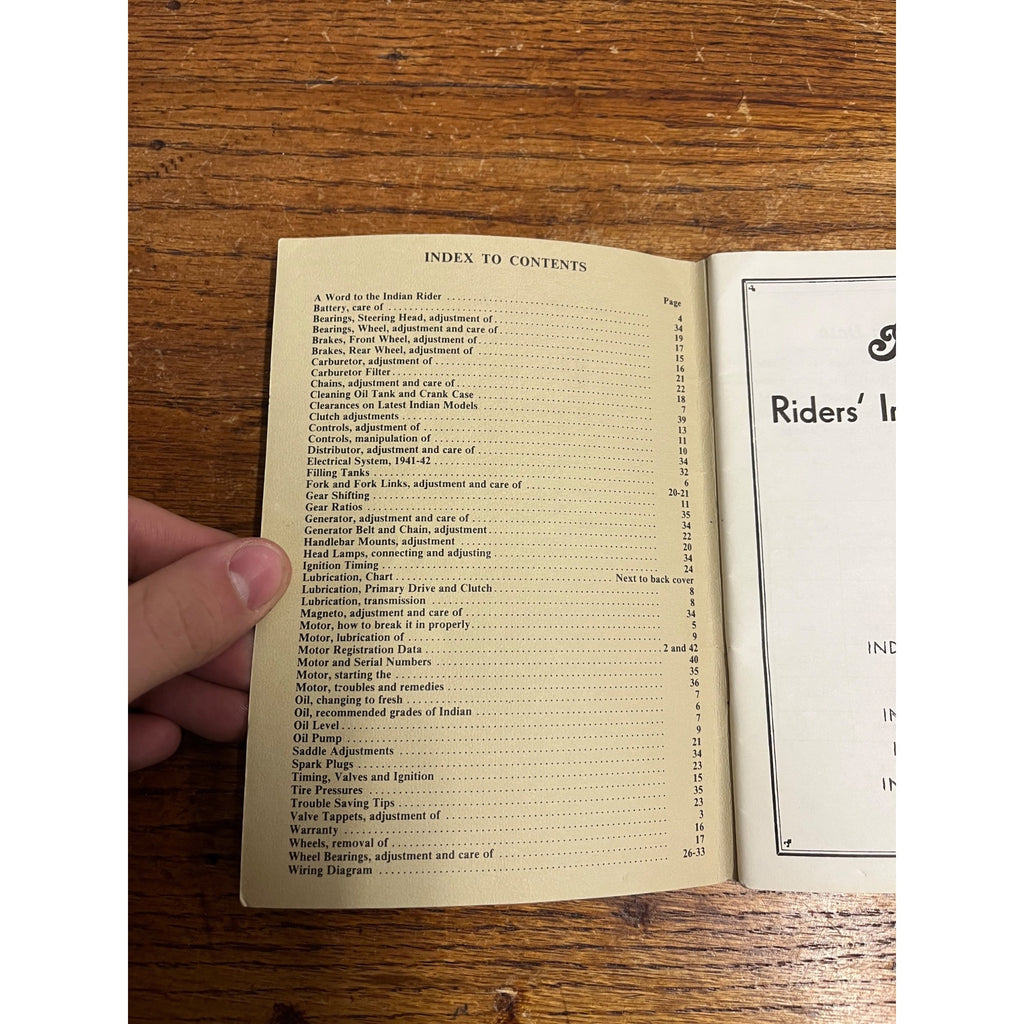 INDEX TO CONTENTS
Page
A Word to the Indian Rider ........ 4
Battery, care of ........ 34
Bearings, Steering Head, adjustment of ........ 19
Bearings, Wheel, adjustment and care of ........ 17
Brakes, Front Wheel, adjustment of ........ 15
Brakes, Rear Wheel, adjustment of ........ 16
Carburetor, adjustment of ........ 21
Carburetor Filter ........ 22
Chains, adjustment and care of ........ 18
Cleaning Oil Tank and Crank Case ........ 7
Clearances on Latest Indian Models ........ 39
Clutch adjustments ........ 13
Controls, adjustment of ........ 11
Controls, manipulation of ........ 10
Distributor, adjustment and care of ........ 34
Electrical System, 1941-42 ........ 32
Filling Tanks ........ 6
Fork and Fork Links, adjustment and care of ........ 20-21
Gear Shifting ........ 11
Gear Ratios ........ 35
Generator, adjustment and care of ........ 34
Generator Belt and Chain, adjustment ........ 22
Handlebar Mounts, adjustment ........ 20
Head Lamps, connecting and adjusting ........ 34
Ignition Timing ........ 24
Lubrication, Chart ........ Next to back cover
Lubrication, Primary Drive and Clutch ........ 8
Lubrication, transmission ........ 8
Magneto, adjustment and care of ........ 34
Motor, how to break it in properly ........ 5
Motor, lubrication of ........ 9
Motor Registration Data ........ 2 and 42
Motor and Serial Numbers ........ 40
Motor, starting the ........ 35
Motor, troubles and remedies ........ 36
Oil, changing to fresh ........ 7
Oil, recommended grades of Indian ........ 6
Oil Level ........ 7
Oil Pump ........ 9
Saddle Adjustments ........ 21
Spark Plugs ........ 34
Timing, Valves and Ignition ........ 23
Tire Pressures ........ 15
Trouble Saving Tips ........ 35
Valve Tappets, adjustment of ........ 23
Warranty ........ 3
Wheels, removal of ........ 16
Wheel Bearings, adjustment and care of ........ 17
Wiring Diagram ........ 26-33
Riders' I
IND
IN
I
IN